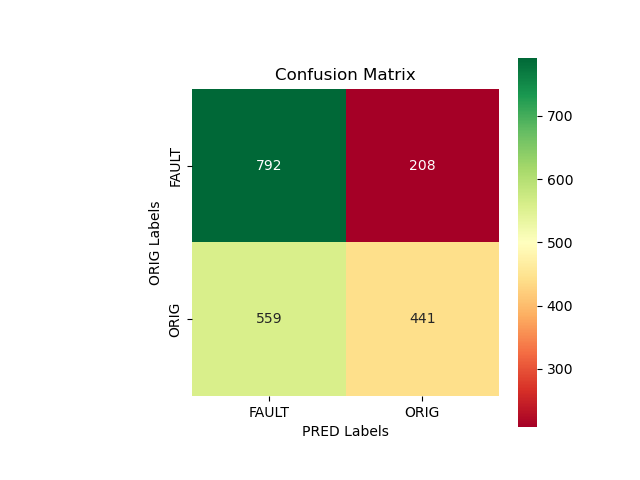 Confusion Matrix
ORIG Labels
FAULT
792
208
ORIG
559
441
FAULT
ORIG
PRED Labels
700
600
500
400
300